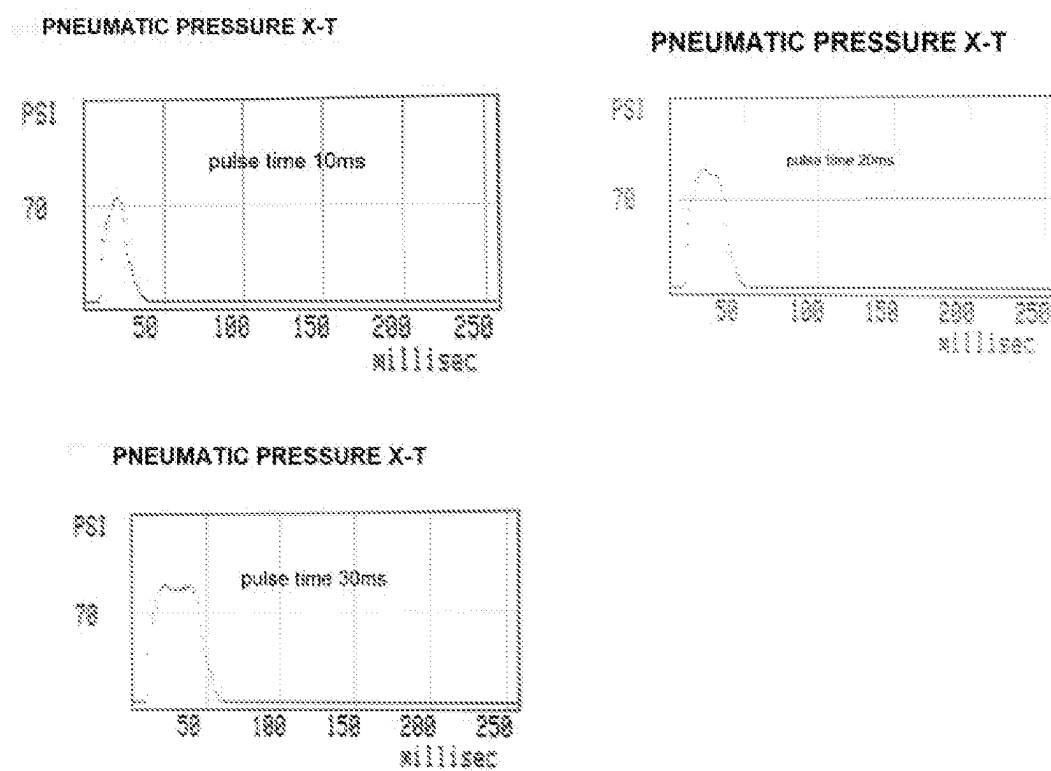 PNEUMATIC PRESSURE X-T
PSI
pulse time 10ms
70
50 100 150 200 250
millisec
PNEUMATIC PRESSURE X-T
PSI
pulse time 20ms
70
50 100 150 200 250
millisec
PNEUMATIC PRESSURE X-T
PSI
pulse time 30ms
70
50 100 150 200 250
millisec